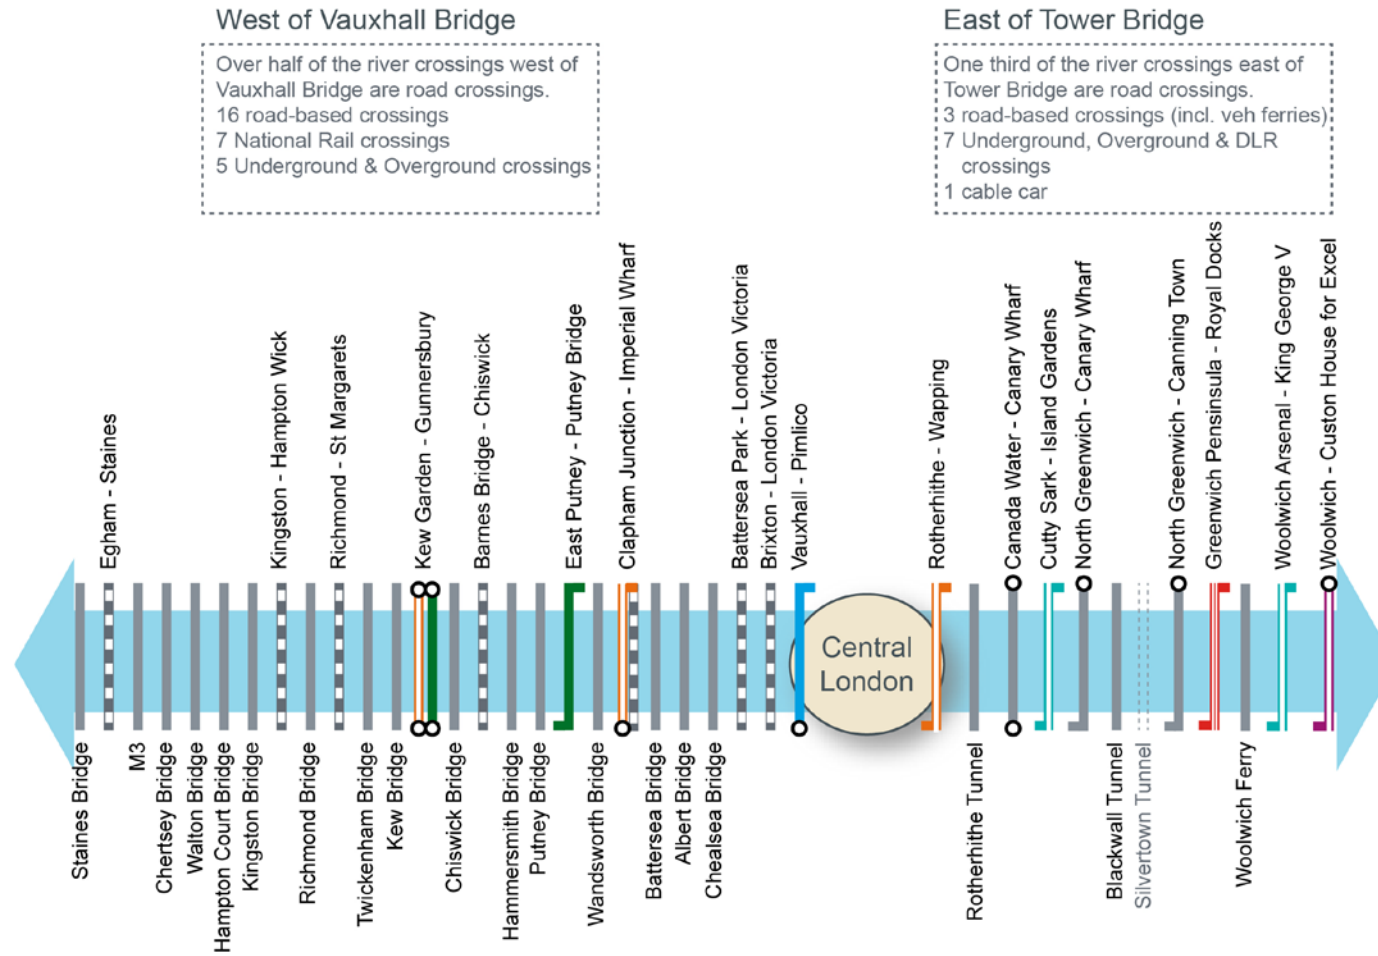 West of Vauxhall Bridge
Over half of the river crossings west of
Vauxhall Bridge are road crossings.
16 road-based crossings
7 National Rail crossings
5 Underground & Overground crossings
East of Tower Bridge
One third of the river crossings east of
Tower Bridge are road crossings.
3 road-based crossings (incl. veh ferries)
7 Underground, Overground & DLR
crossings
1 cable car
Egham - Staines
Kingston - Hampton Wick
Richmond - St Margarets
Kew Garden - Gunnersbury
Barnes Bridge - Chiswick
East Putney - Putney Bridge
Clapham Junction - Imperial Wharf
Battersea Park - London Victoria
Brixton - London Victoria
Vauxhall - Pimlico
Rotherhithe - Wapping
Canada Water - Canary Wharf
Cutty Sark - Island Gardens
North Greenwich - Canary Wharf
North Greenwich - Canning Town
Greenwich Pensinsula - Royal Docks
Woolwich Arsenal - King George V
Woolwich - Custon House for Excel
Central
London
Staines Bridge
M3
Chertsey Bridge
Walton Bridge
Hampton Court Bridge
Kingston Bridge
Richmond Bridge
Twickenham Bridge
Kew Bridge
Chiswick Bridge
Hammersmith Bridge
Putney Bridge
Wandsworth Bridge
Battersea Bridge
Albert Bridge
Chealsea Bridge
Rotherhithe Tunnel
Blackwall Tunnel
Silvertown Tunnel
Woolwich Ferry